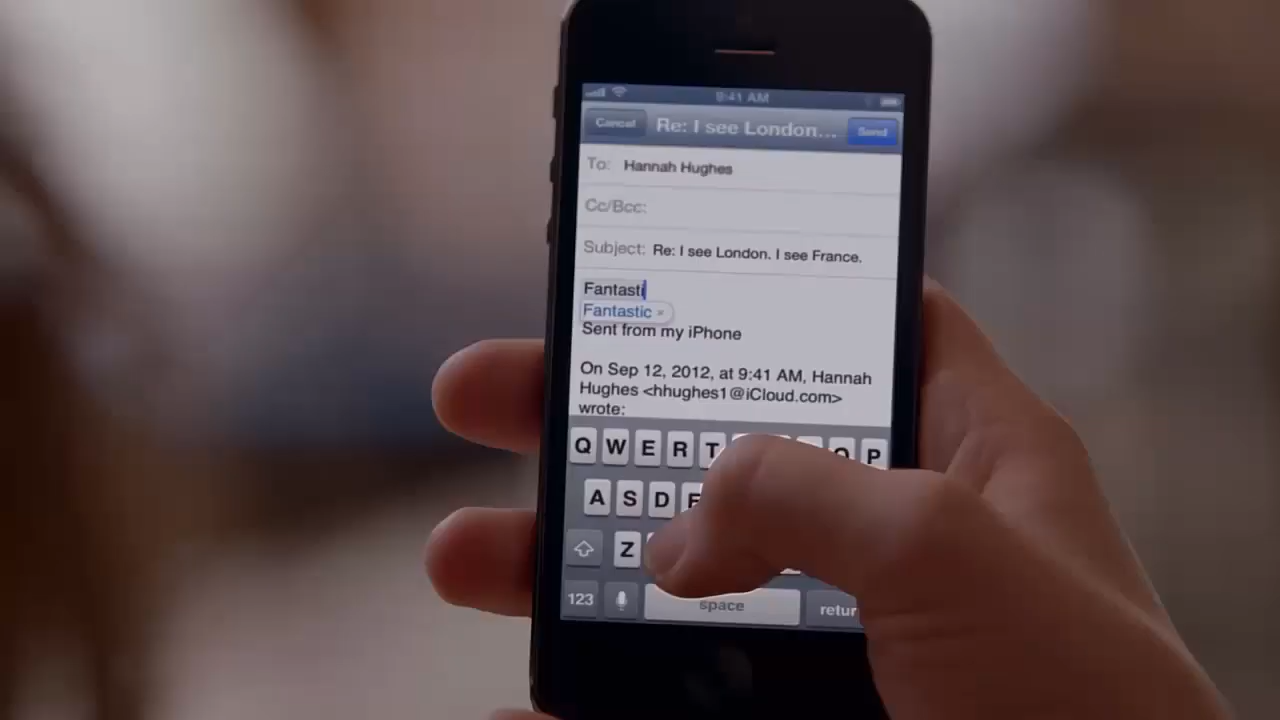 9:41 AM
Cancel Re: I see London... Send
To: Hannah Hughes
Cc/Bcc:
Subject: Re: I see London. I see France.
Fantasti
Fantastic ×
Sent from my iPhone
On Sep 12, 2012, at 9:41 AM, Hannah
Hughes <hhughes1@iCloud.com>
wrote:
Q W E R T O P
A S D F
Z
123 space retur